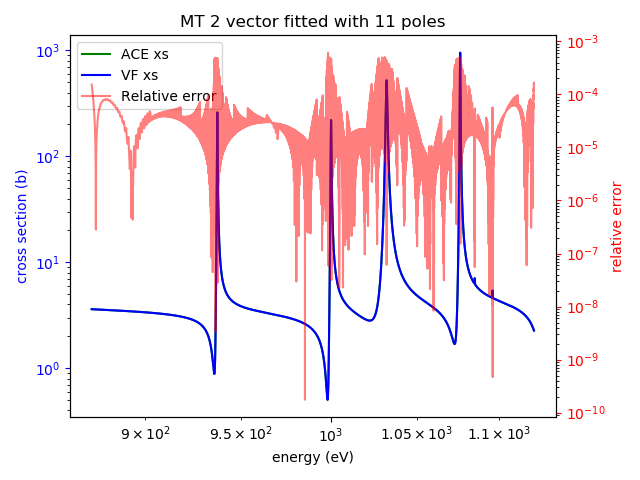 MT 2 vector fitted with 11 poles
ACE xs
VF xs
Relative error
10³
10²
10¹
10⁰
cross section (b)
10⁻³
10⁻⁴
10⁻⁵
10⁻⁶
10⁻⁷
10⁻⁸
10⁻⁹
10⁻¹⁰
relative error
9 × 10² 9.5 × 10² 10³ 1.05 × 10³ 1.1 × 10³
energy (eV)